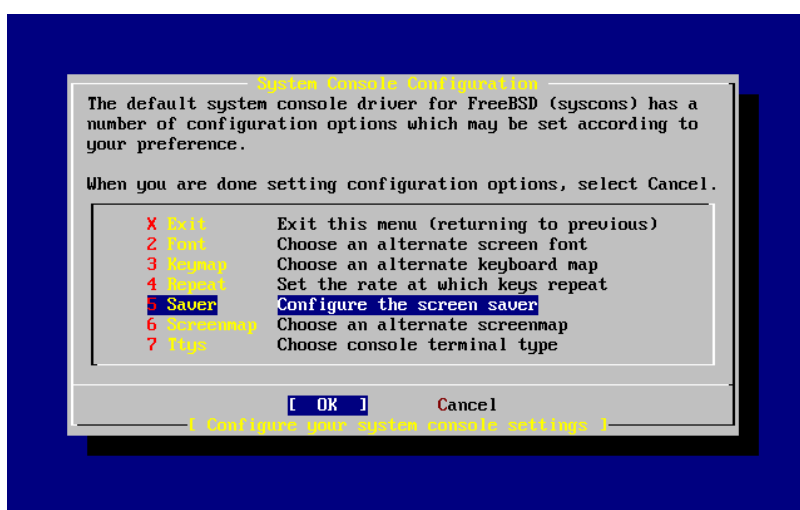 System Console Configuration
The default system console driver for FreeBSD (syscons) has a
number of configuration options which may be set according to
your preference.
When you are done setting configuration options, select Cancel.
X Exit Exit this menu (returning to previous)
2 Font Choose an alternate screen font
3 Keymap Choose an alternate keyboard map
4 Repeat Set the rate at which keys repeat
5 Saver Configure the screen saver
6 Screenmap Choose an alternate screenmap
7 Ttys Choose console terminal type
[ OK ] Cancel
[ Configure your system console settings ]